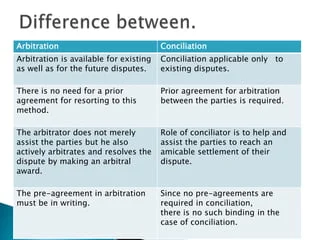 Difference between.
Arbitration
Conciliation
Arbitration is available for existing
as well as for the future disputes.
Conciliation applicable only to
existing disputes.
There is no need for a prior
agreement for resorting to this
method.
Prior agreement for arbitration
between the parties is required.
The arbitrator does not merely
assist the parties but he also
actively arbitrates and resolves the
dispute by making an arbitral
award.
Role of conciliator is to help and
assist the parties to reach an
amicable settlement of their
dispute.
The pre-agreement in arbitration
must be in writing.
Since no pre-agreements are
required in conciliation,
there is no such binding in the
case of conciliation.